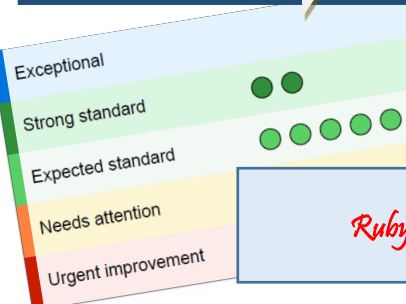 Exceptional
Strong standard
Expected standard
Needs attention
Urgent improvement
Ruby